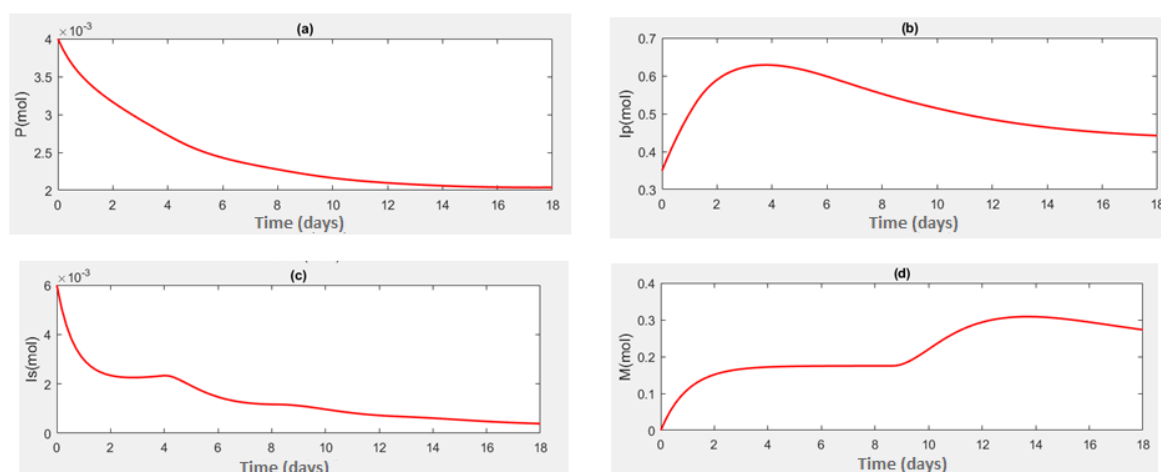 (a)
×10⁻³
4
3.5
3
2.5
2
P(mol)
0 2 4 6 8 10 12 14 16 18
Time (days)
(b)
0.7
0.6
0.5
0.4
0.3
Ip(mol)
0 2 4 6 8 10 12 14 16 18
Time (days)
(c)
×10⁻³
6
4
2
0
Is(mol)
0 2 4 6 8 10 12 14 16 18
Time (days)
(d)
0.4
0.3
0.2
0.1
0
M(mol)
0 2 4 6 8 10 12 14 16 18
Time (days)